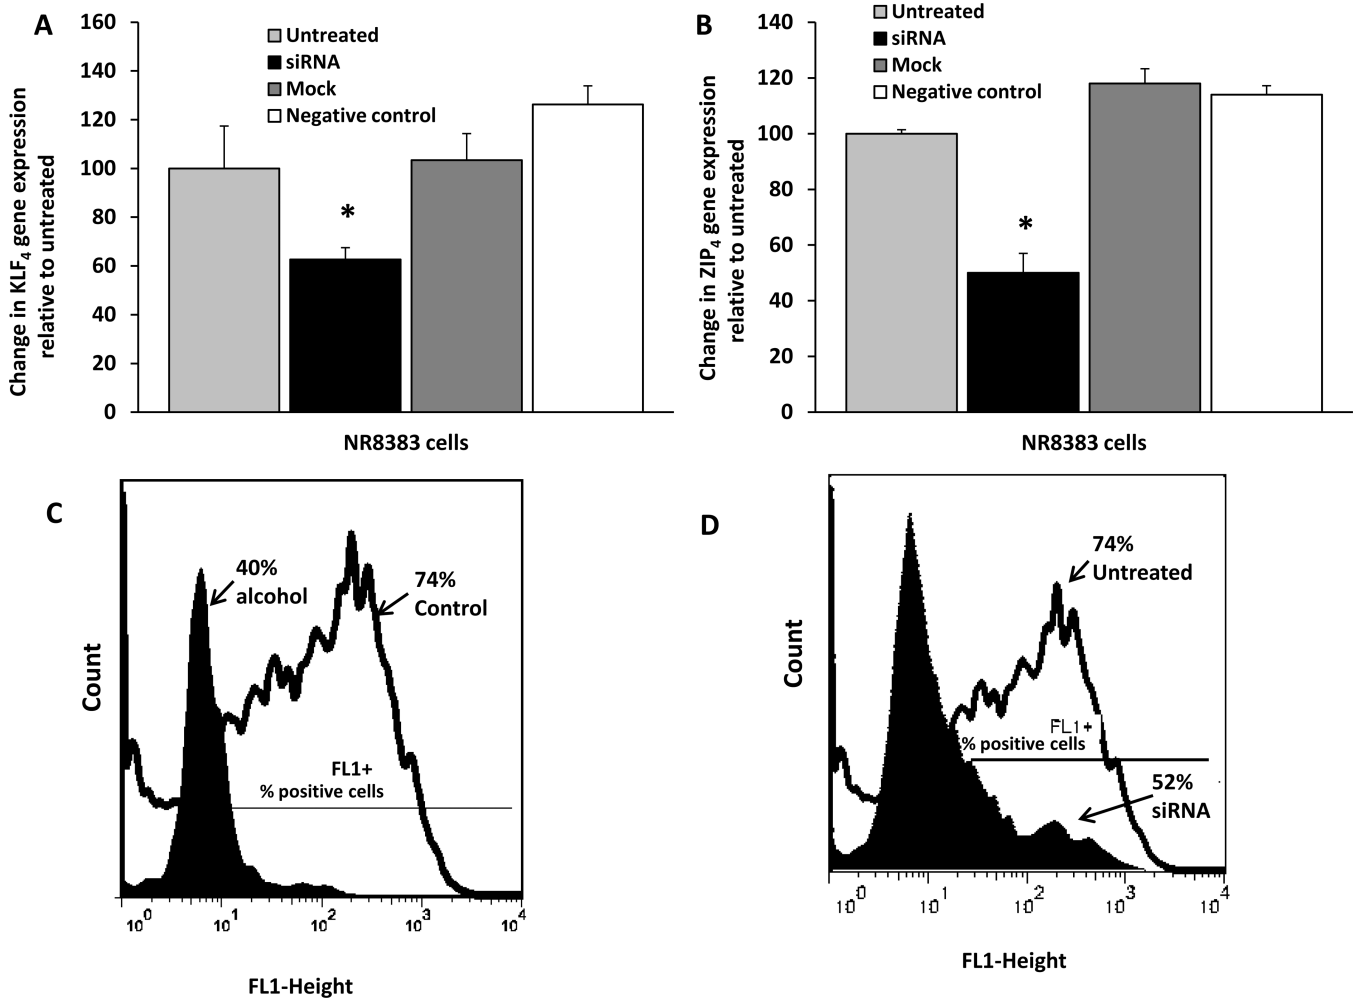 A
160
140
120
100
80
60
40
20
0
Change in KLF4 gene expression
relative to untreated
Untreated
siRNA
Mock
Negative control
*
NR8383 cells
B
140
120
100
80
60
40
20
0
Change in ZIP4 gene expression
relative to untreated
Untreated
siRNA
Mock
Negative control
*
NR8383 cells
C
Count
40%
alcohol
74%
Control
FL1+
% positive cells
10^0 10^1 10^2 10^3 10^4
FL1-Height
D
Count
74%
Untreated
FL1+
% positive cells
52%
siRNA
10^0 10^1 10^2 10^3 10^4
FL1-Height